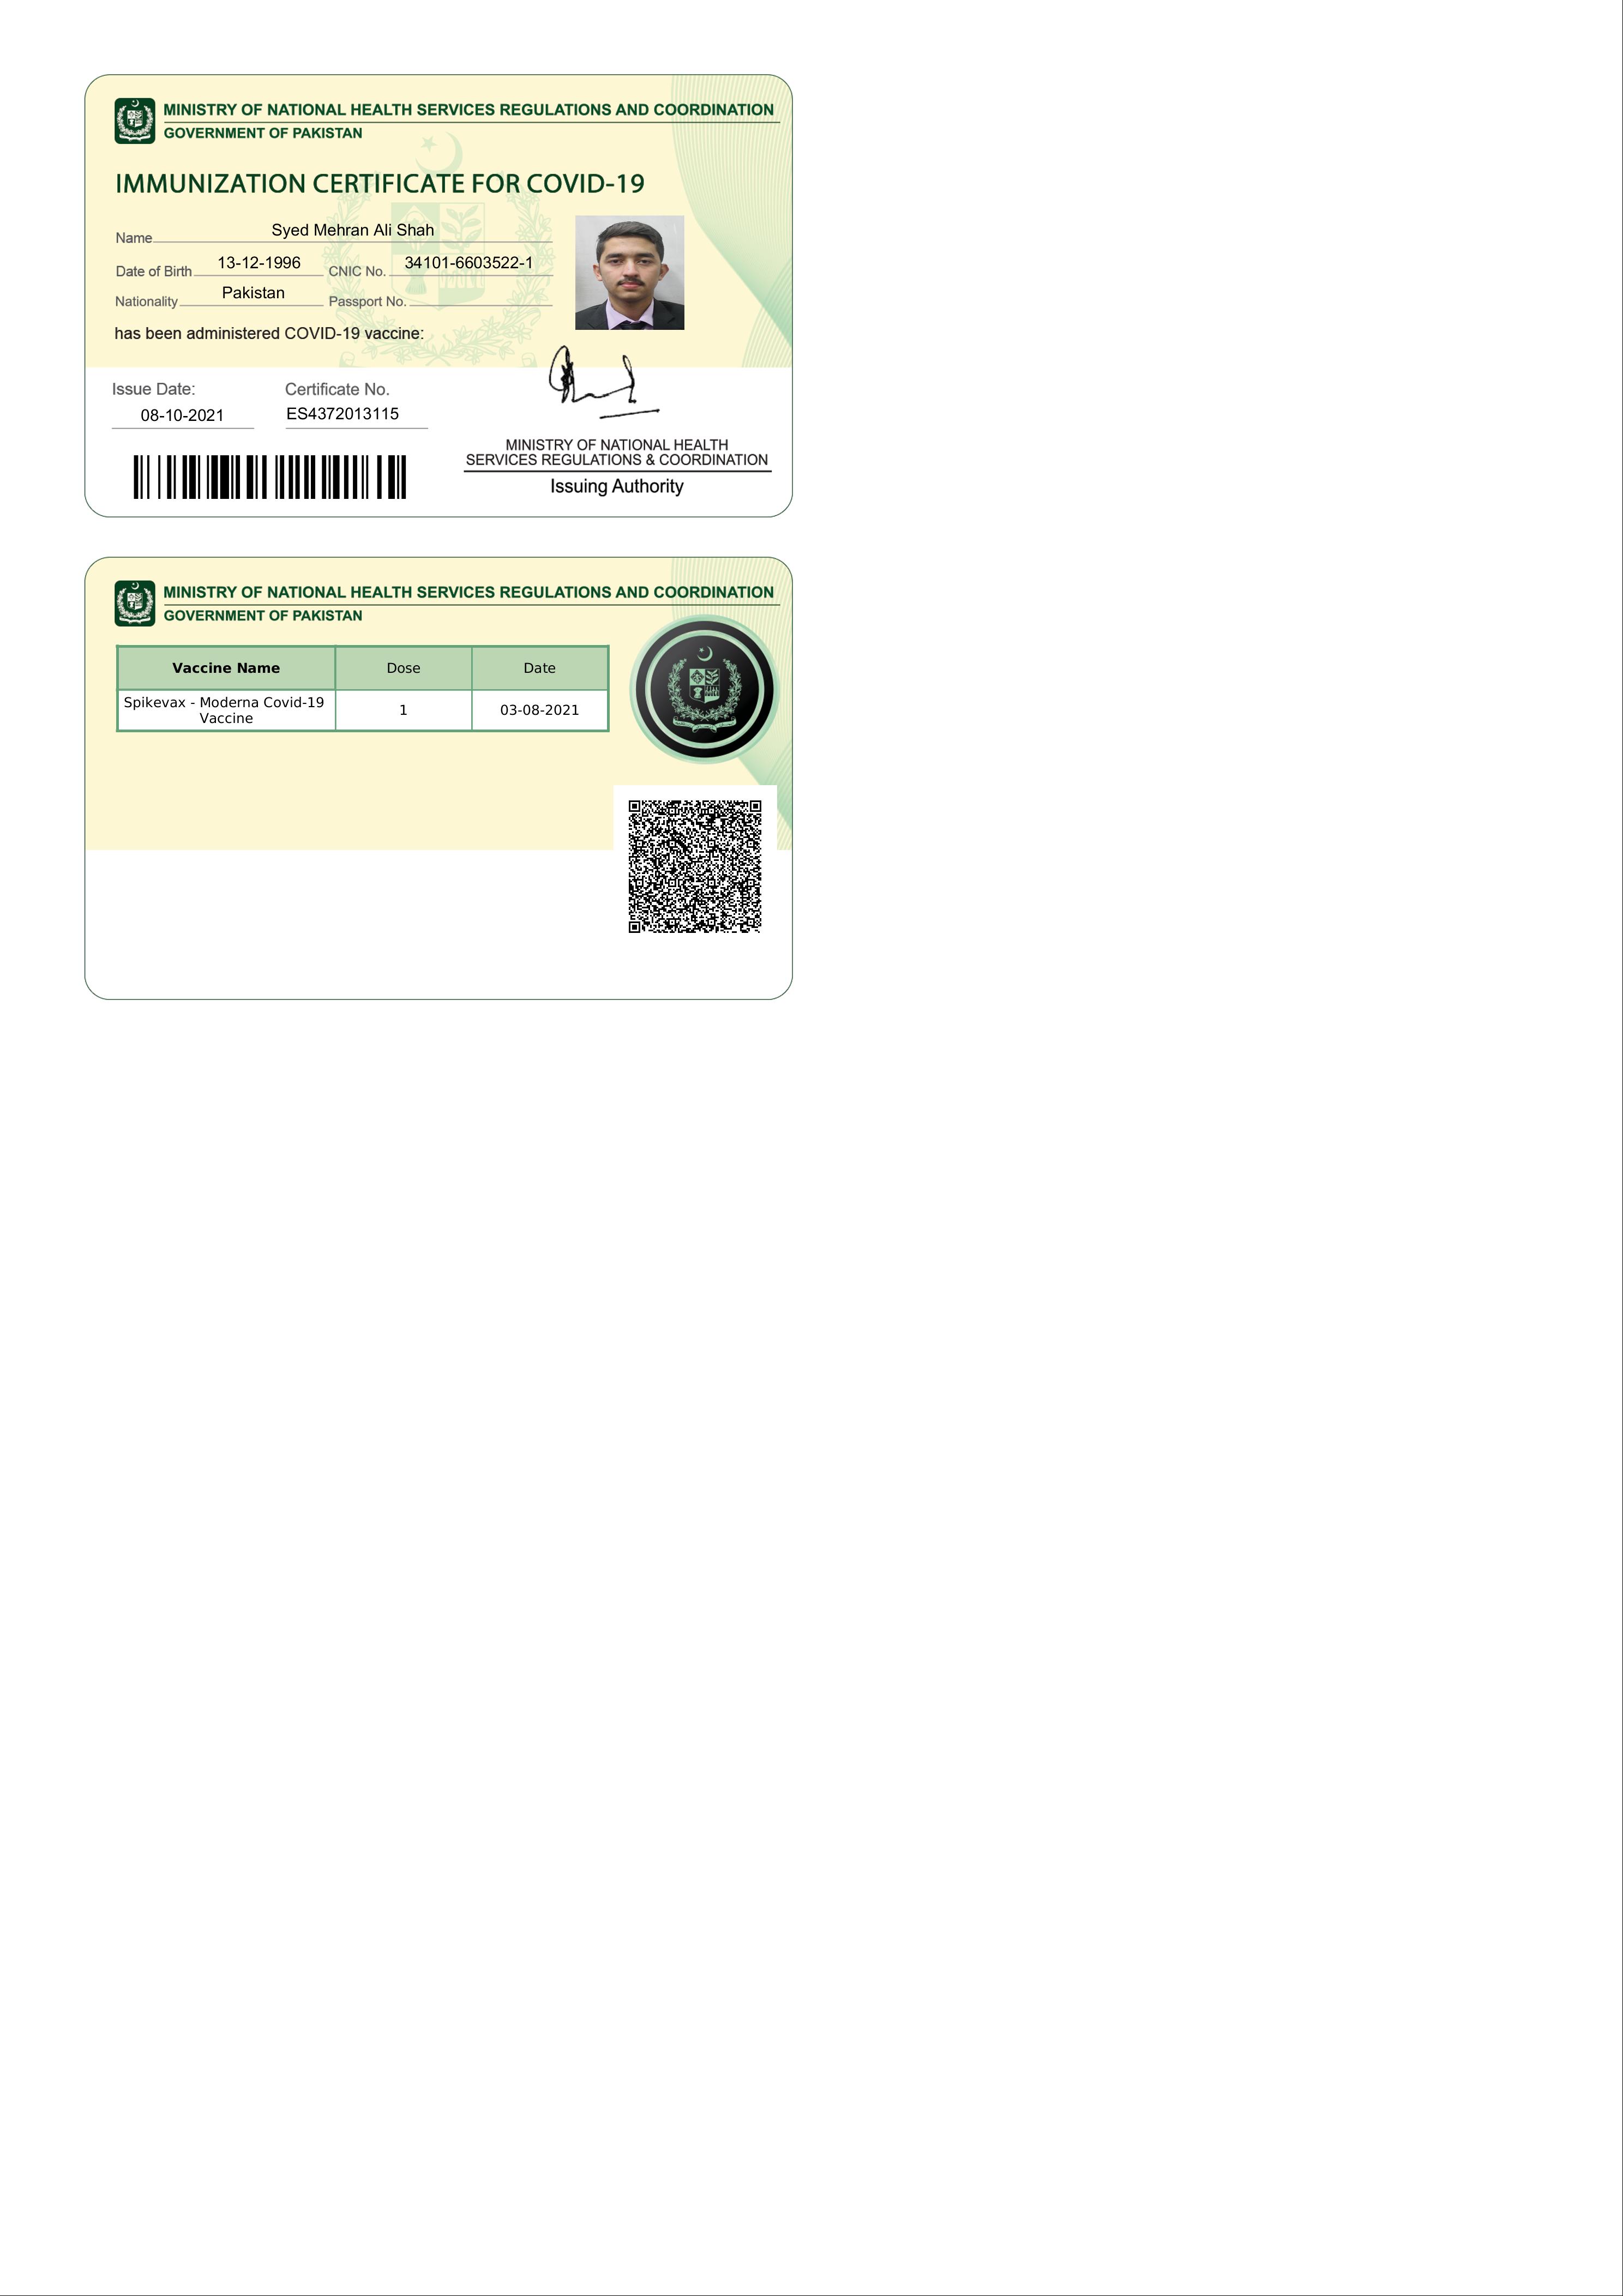 MINISTRY OF NATIONAL HEALTH SERVICES REGULATIONS AND COORDINATION
GOVERNMENT OF PAKISTAN
IMMUNIZATION CERTIFICATE FOR COVID-19
Name Syed Mehran Ali Shah
Date of Birth 13-12-1996 CNIC No. 34101-6603522-1
Nationality Pakistan Passport No.
has been administered COVID-19 vaccine:
Issue Date: Certificate No.
08-10-2021 ES4372013115
MINISTRY OF NATIONAL HEALTH
SERVICES REGULATIONS & COORDINATION
Issuing Authority
MINISTRY OF NATIONAL HEALTH SERVICES REGULATIONS AND COORDINATION
GOVERNMENT OF PAKISTAN
Vaccine Name Dose Date
Spikevax - Moderna Covid-19
Vaccine 1 03-08-2021